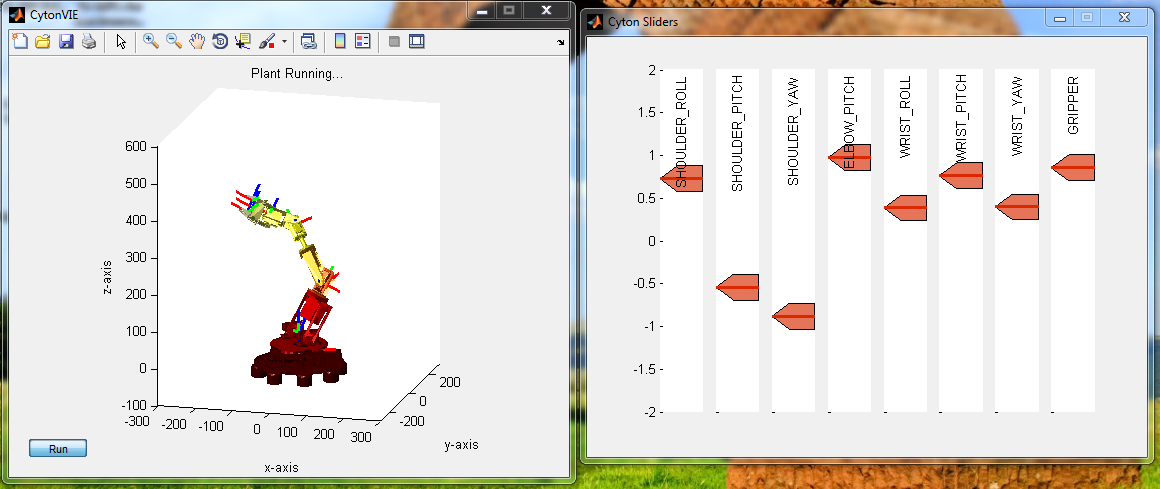 CytonVIE
Plant Running...
600
500
400
300
200
100
0
-100
z-axis
-300
-200
-100
0
100
200
300
x-axis
-200
0
200
y-axis
Run
Cyton Sliders
2
1.5
1
0.5
0
-0.5
-1
-1.5
-2
SHOULDER_ROLL
SHOULDER_PITCH
SHOULDER_YAW
ELBOW_PITCH
WRIST_ROLL
WRIST_PITCH
WRIST_YAW
GRIPPER